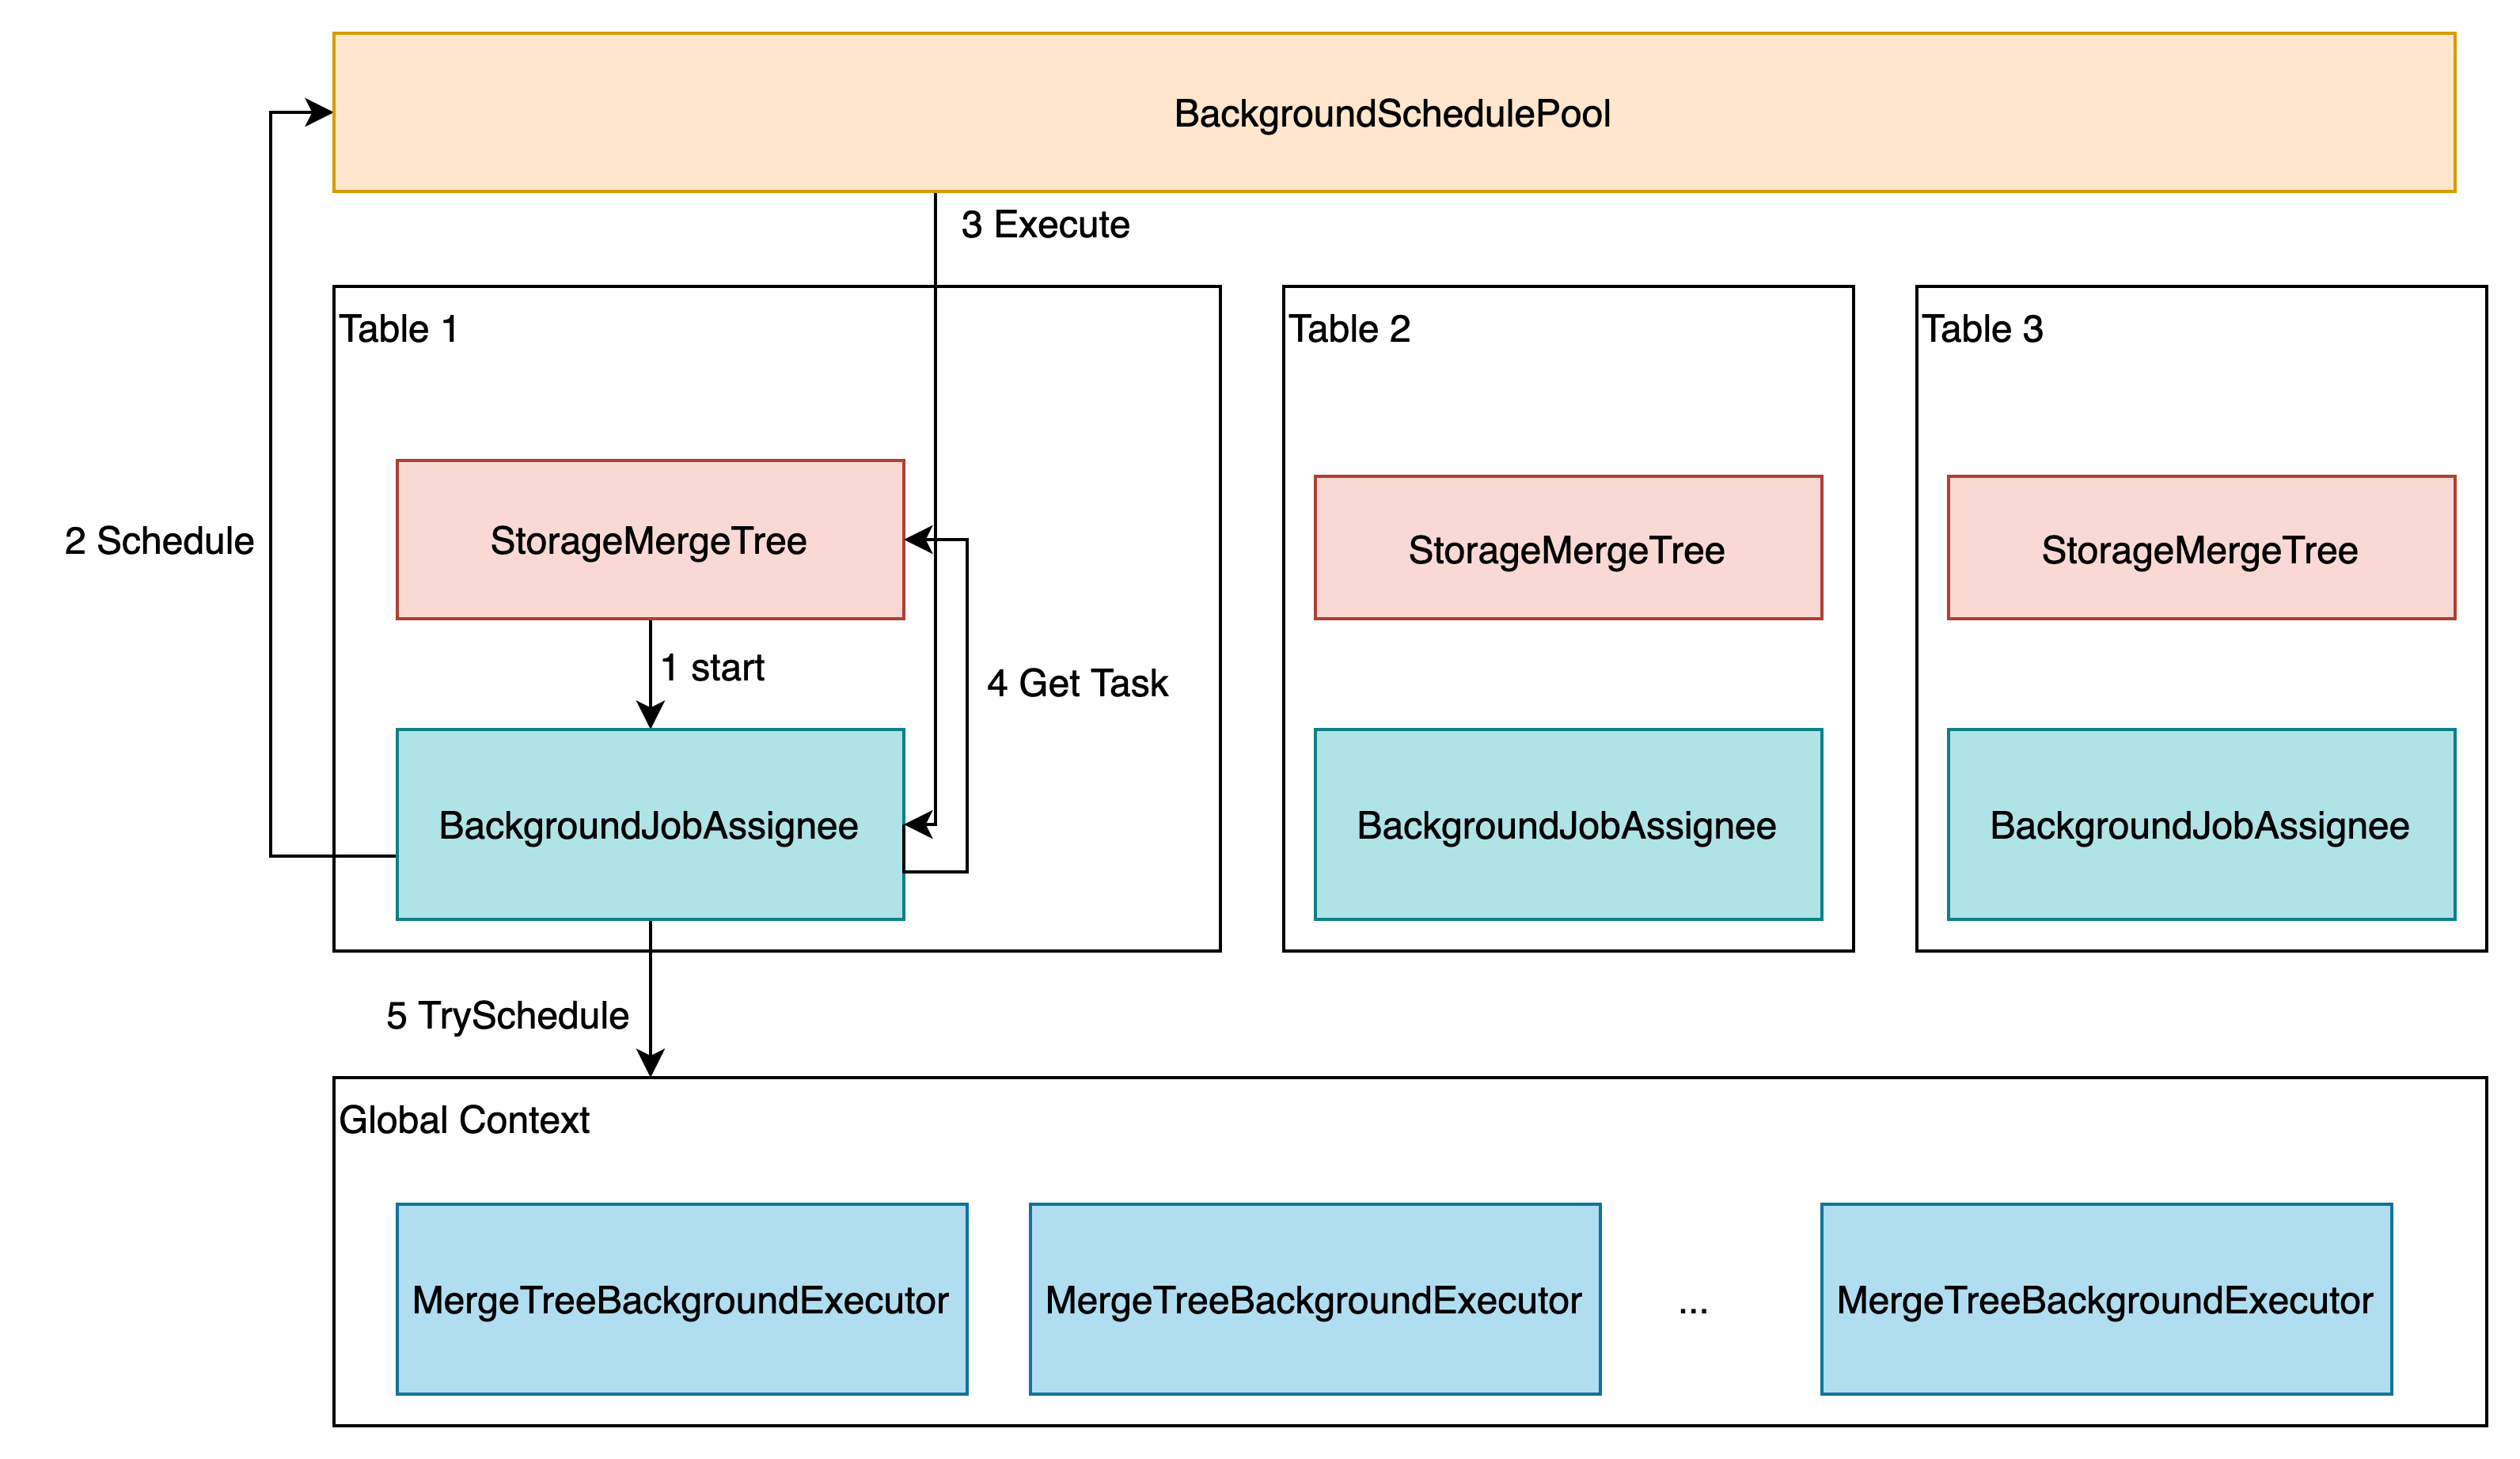 BackgroundSchedulePool
3 Execute
Table 1
Table 2
Table 3
2 Schedule
StorageMergeTree
StorageMergeTree
StorageMergeTree
1 start
4 Get Task
BackgroundJobAssignee
BackgroundJobAssignee
BackgroundJobAssignee
5 TrySchedule
Global Context
MergeTreeBackgroundExecutor
MergeTreeBackgroundExecutor
...
MergeTreeBackgroundExecutor